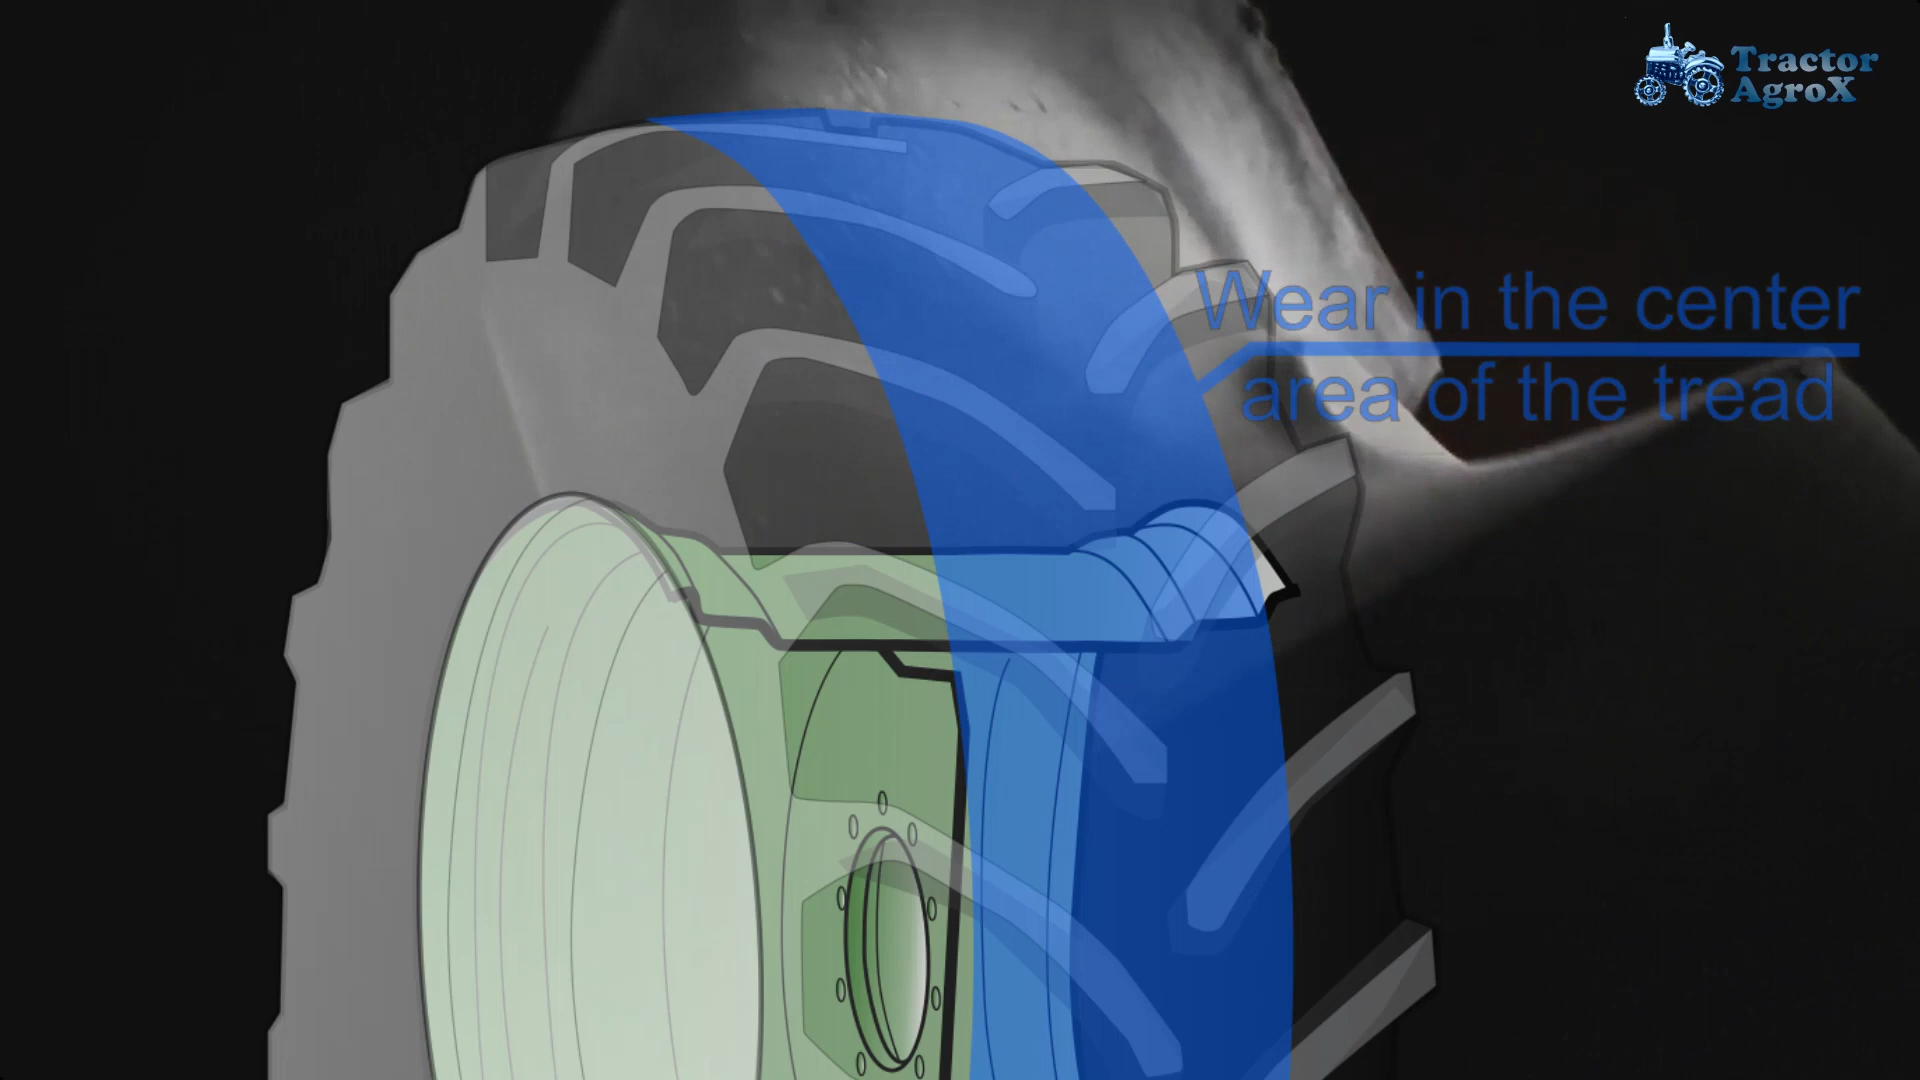 Tractor
AgroX
Wear in the center
area of the tread